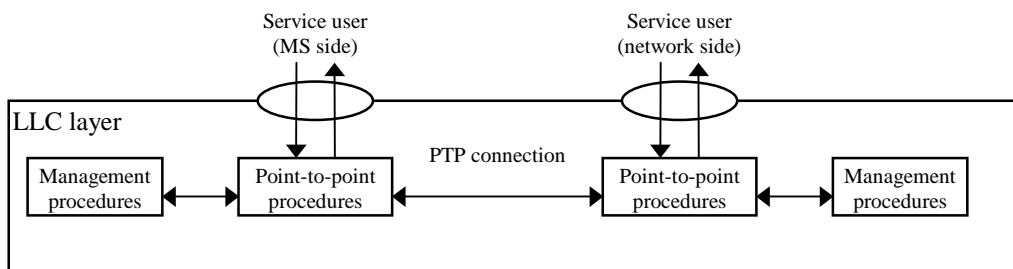 Service user
(MS side)
Service user
(network side)
LLC layer
PTP connection
Management
procedures
Point-to-point
procedures
Point-to-point
procedures
Management
procedures